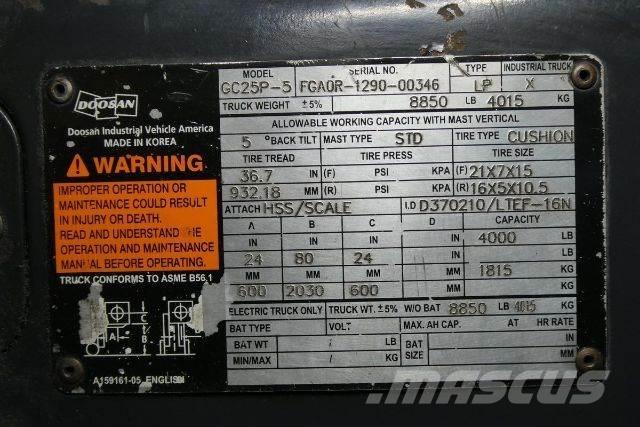 MODEL SERIAL NO. TYPE INDUSTRIAL TRUCK
GC25P-5 FGA0R-1290-00346 LP X
TRUCK WEIGHT ±5% 8850 LB 4015 KG
DOOSAN
Doosan Industrial Vehicle America
MADE IN KOREA
WARNING
IMPROPER OPERATION OR
MAINTENANCE COULD RESULT
IN INJURY OR DEATH.
READ AND UNDERSTAND THE
OPERATION AND MAINTENANCE
MANUAL BEFORE OPERATING.
TRUCK CONFORMS TO ASME B56.1
C
A
B
A159161-05 ENGLISH
ALLOWABLE WORKING CAPACITY WITH MAST VERTICAL
5 °BACK TILT MAST TYPE STD TIRE TYPE CUSHION
TIRE TREAD TIRE PRESS TIRE SIZE
36.7 IN (F) PSI KPA (F) 21X7X15
932.18 MM (R) PSI KPA (R) 16X5X10.5
ATTACH HSS/SCALE I.D D370210/LTEF-16N
A B C D CAPACITY
IN IN IN IN 4000 LB
24 80 24
MM MM MM MM 1815 KG
600 2030 600
ELECTRIC TRUCK ONLY TRUCK WT. ±5% W/O BAT 8850 LB 4015 KG
BAT TYPE VOLT MAX. AH CAP. AT HR RATE
BAT WT / LB BAT SIZE IN
MIN/MAX / KG MM
MASCUS